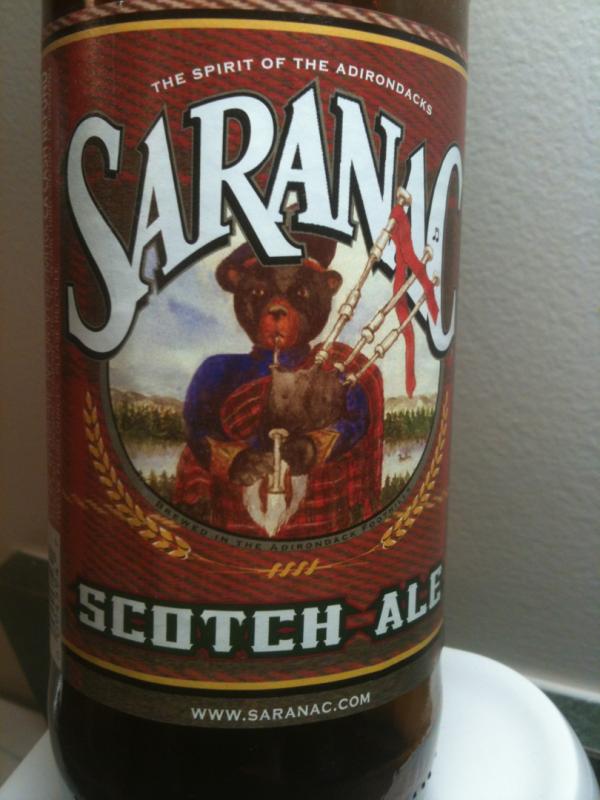 THE SPIRIT OF THE ADIRONDACKS
SARANAC
BREWED IN THE ADIRONDACK FOOTHILLS
SCOTCH ALE
WWW.SARANAC.COM